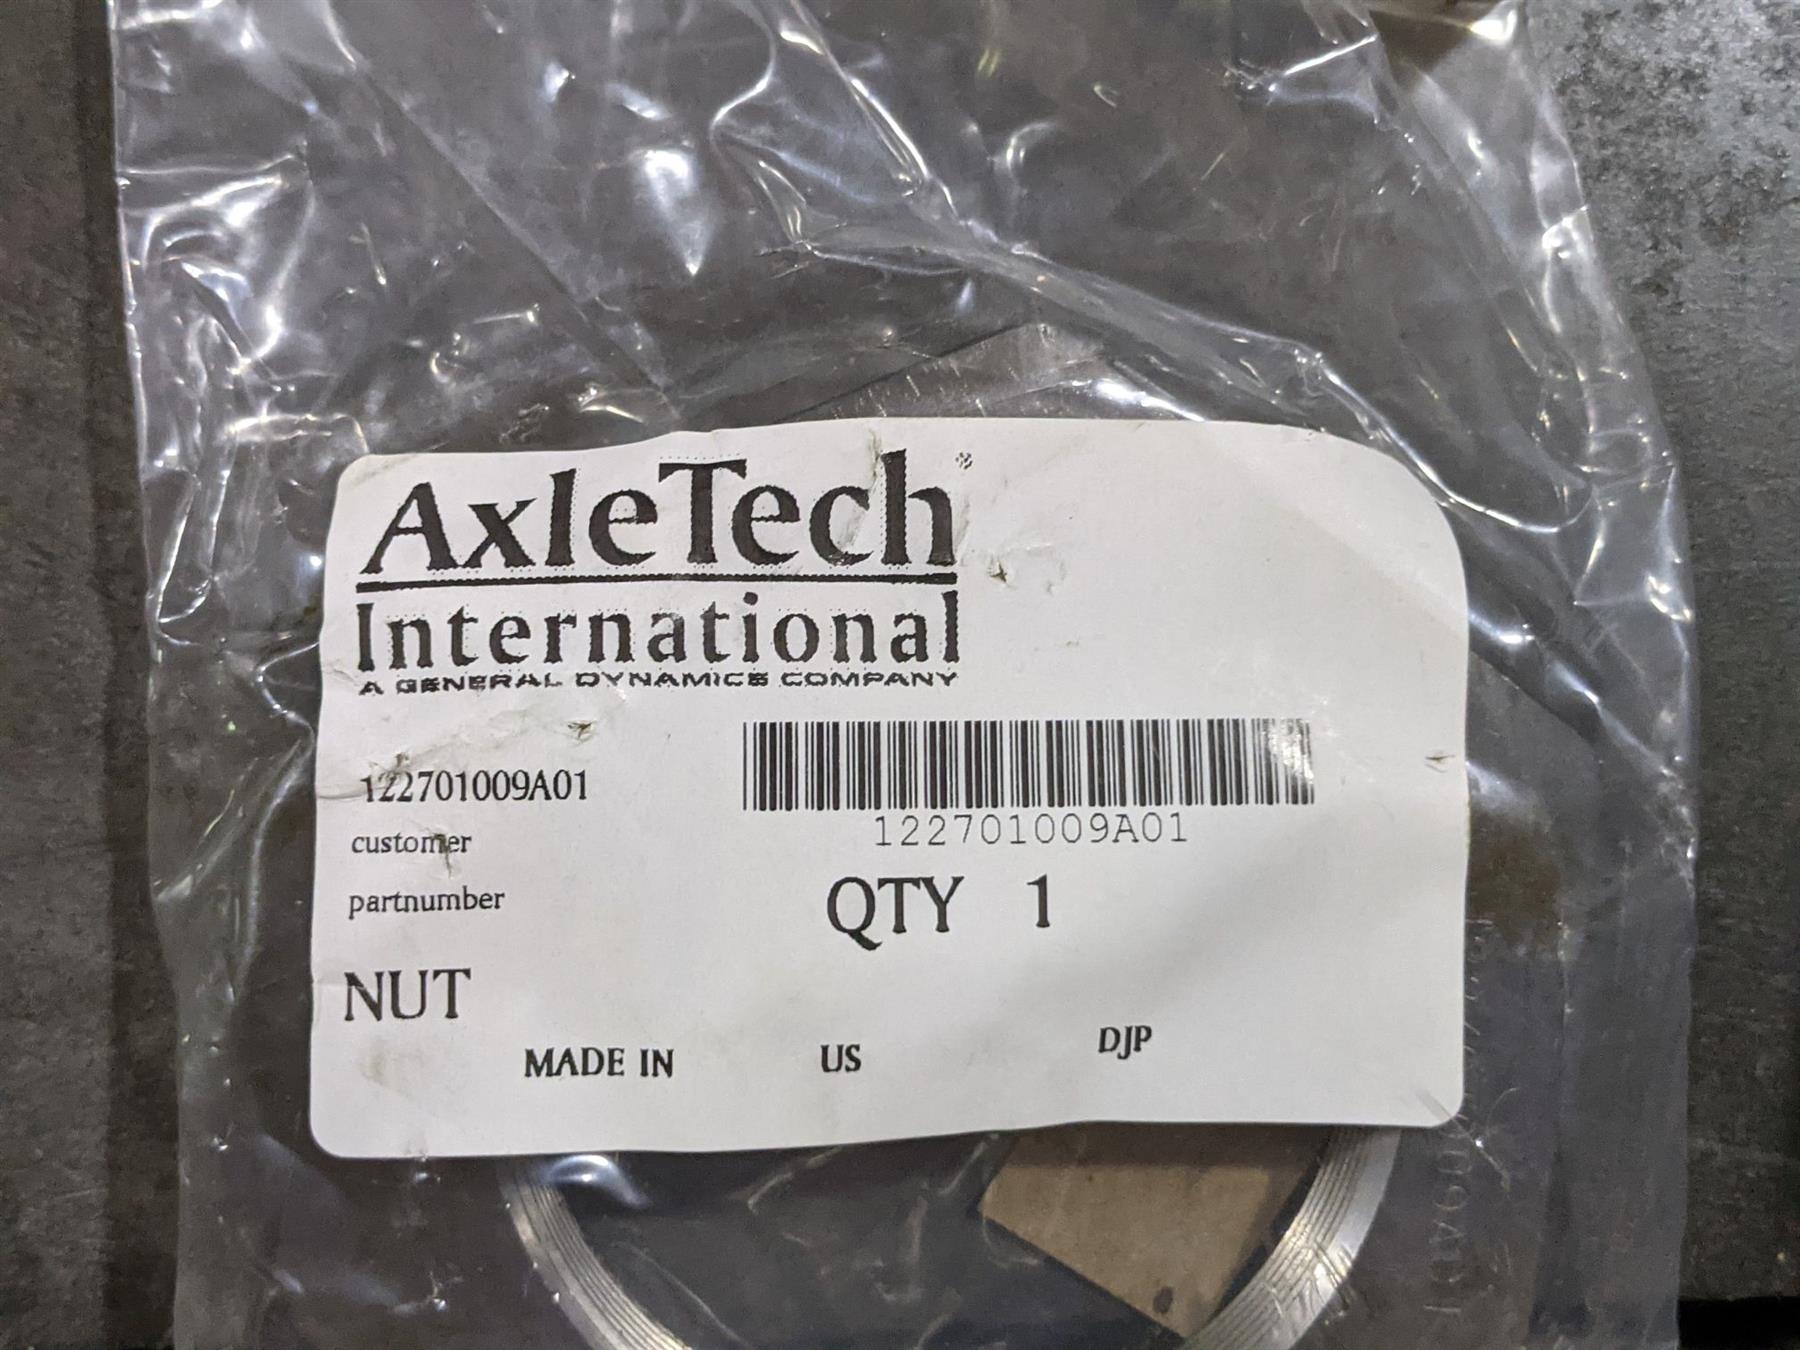 AxleTech®
International
A GENERAL DYNAMICS COMPANY
122701009A01
122701009A01
customer
partnumber
QTY 1
NUT
MADE IN US DJP